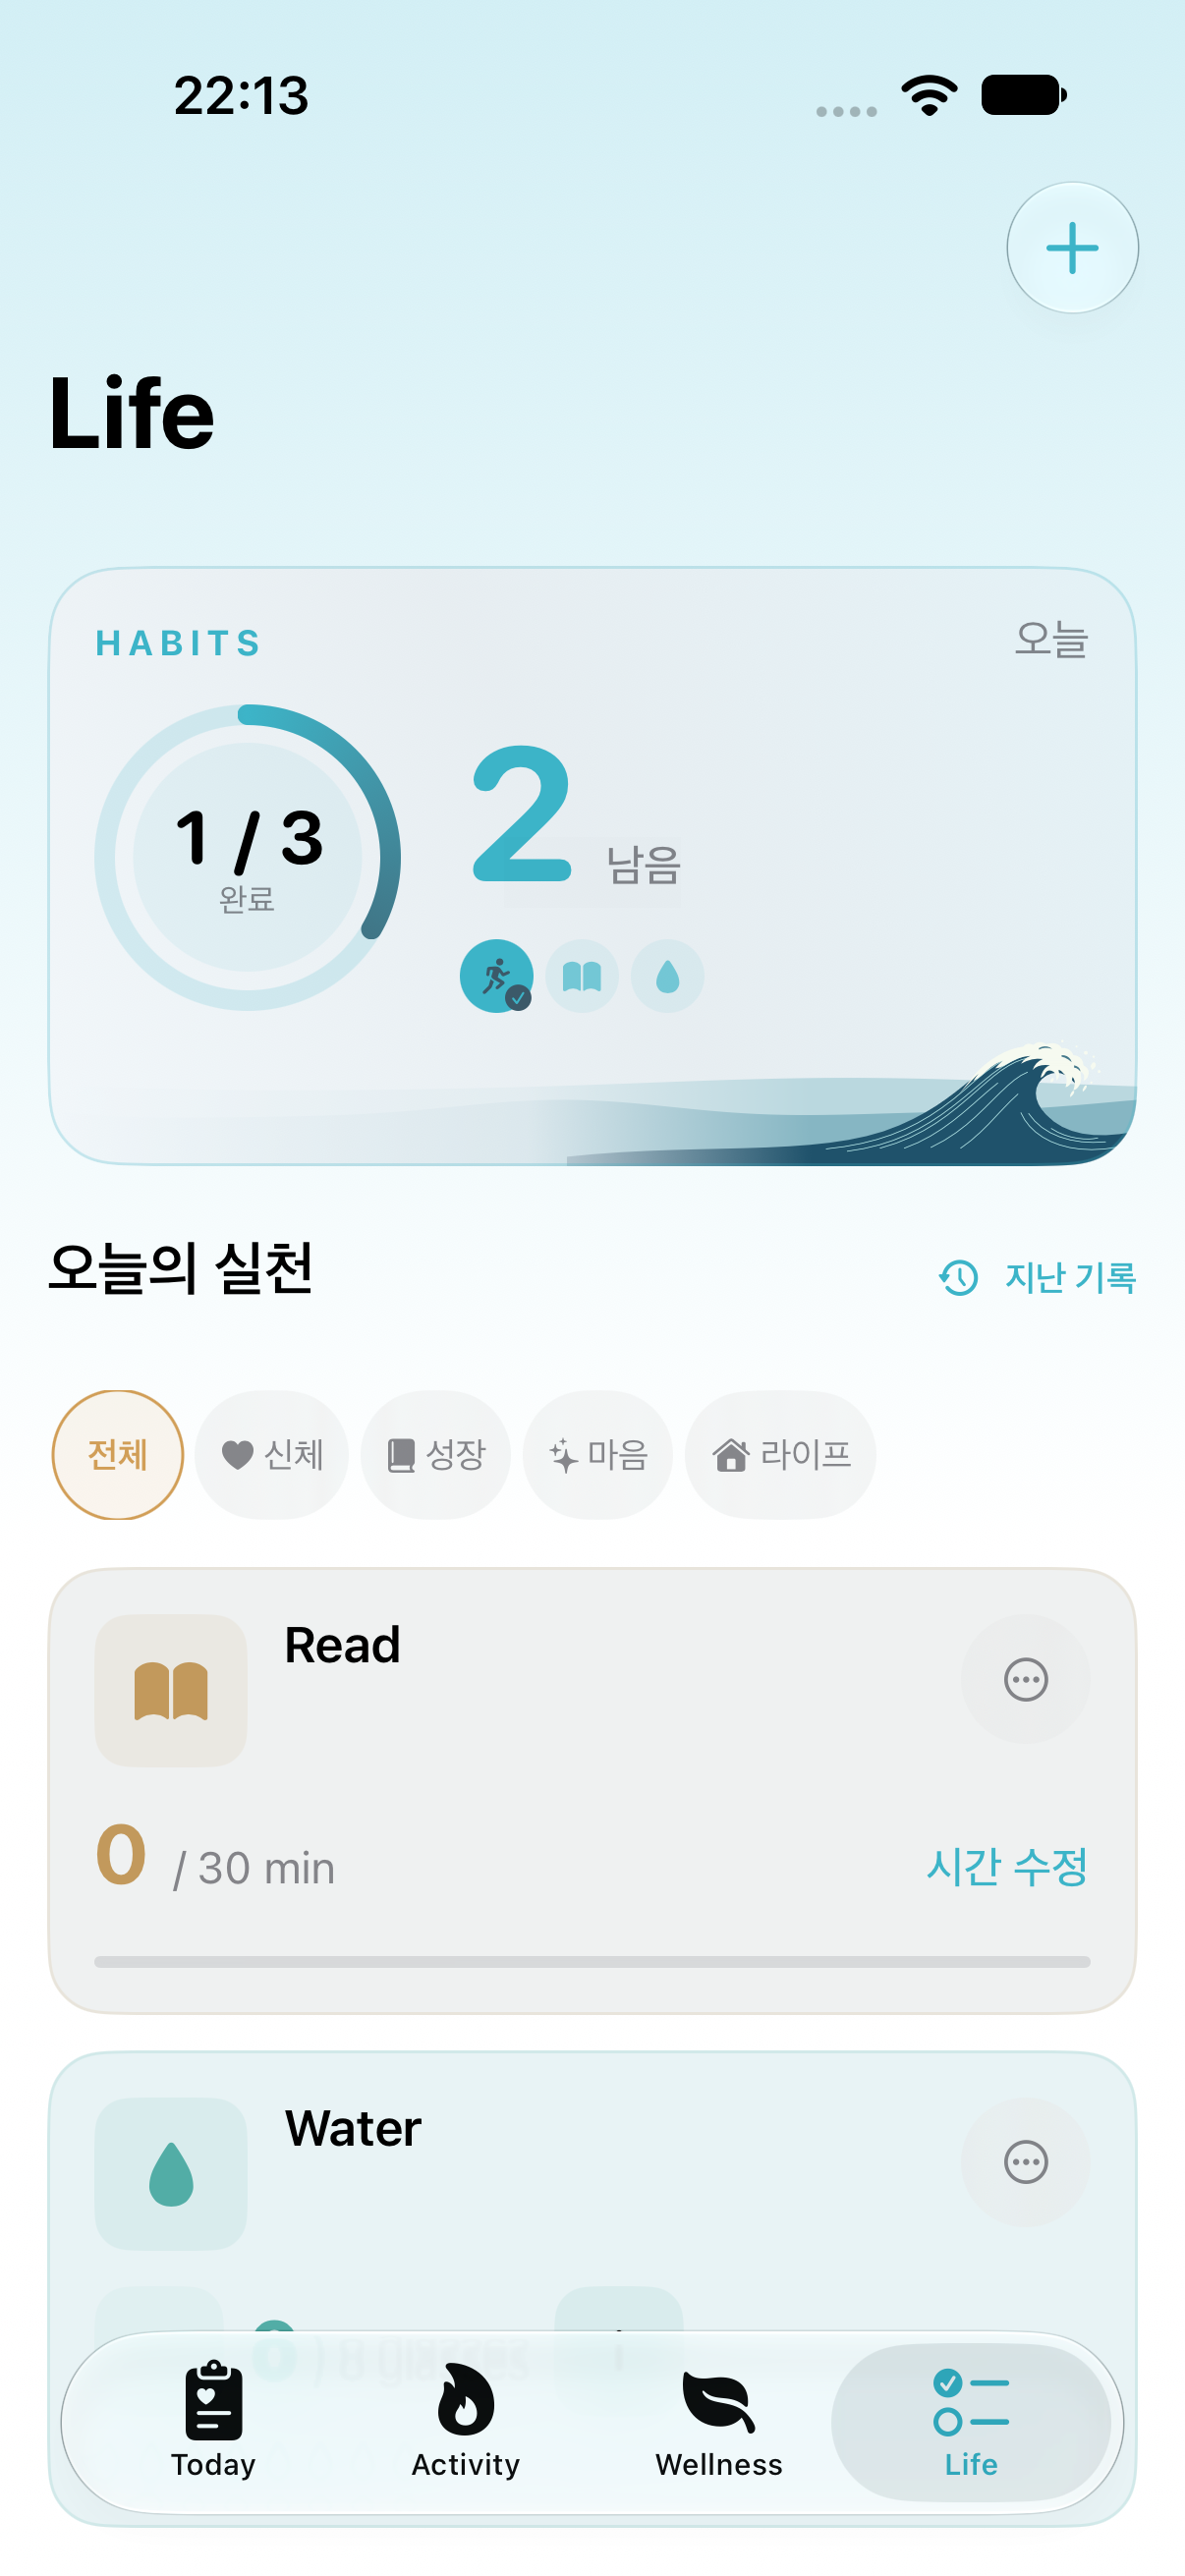 22:13
Life
HABITS
오늘
1 / 3
완료
2 남음
오늘의 실천
지난 기록
전체
신체
성장
마음
라이프
Read
0 / 30 min
시간 수정
Water
Today
Activity
Wellness
Life